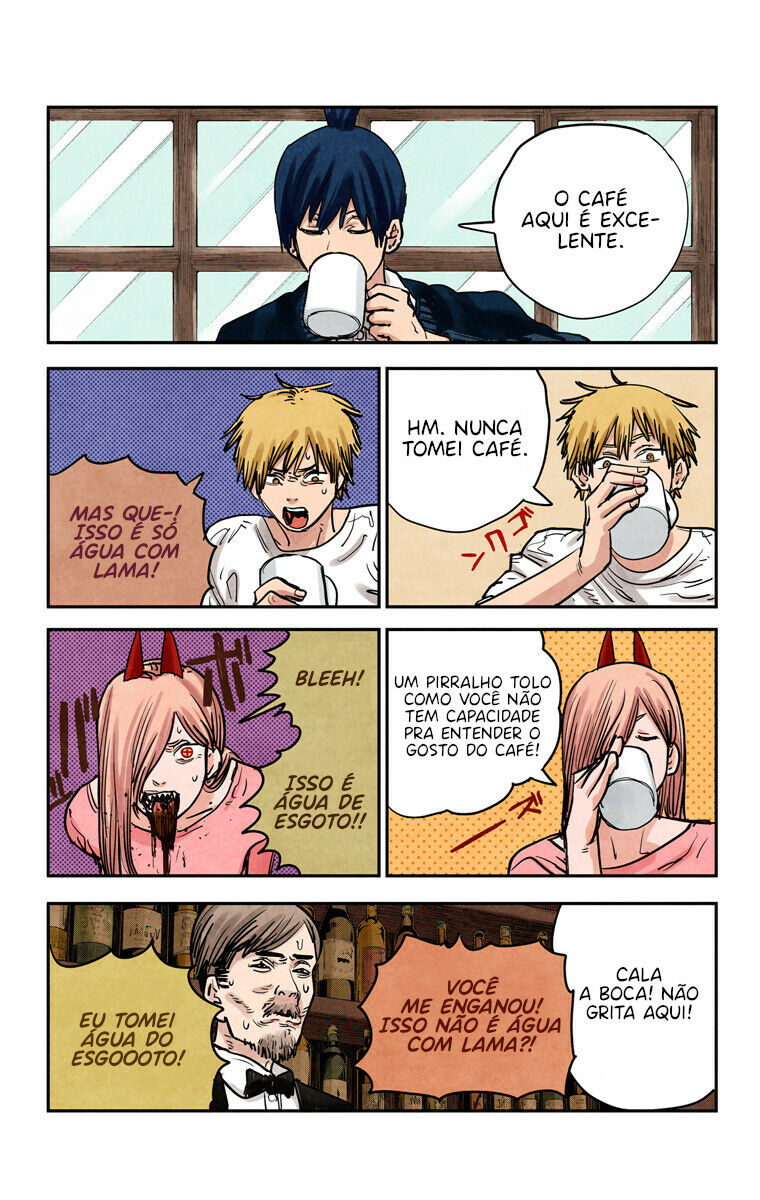 O CAFÉ
AQUI É EXCE-
LENTE.
HM. NUNCA
TOMEI CAFÉ.
ングゴ
MAS QUE-!
ISSO É SÓ
ÁGUA COM
LAMA!
UM PIRRALHO TOLO
COMO VOCÊ NÃO
TEM CAPACIDADE
PRA ENTENDER O
GOSTO DO CAFÉ!
BLEEH!
ISSO É
ÁGUA DE
ESGOTO!!
CALA
A BOCA! NÃO
GRITA AQUI!
VOCÊ
ME ENGANOU!
ISSO NÃO É ÁGUA
COM LAMA?!
EU TOMEI
ÁGUA DO
ESGOOOTO!